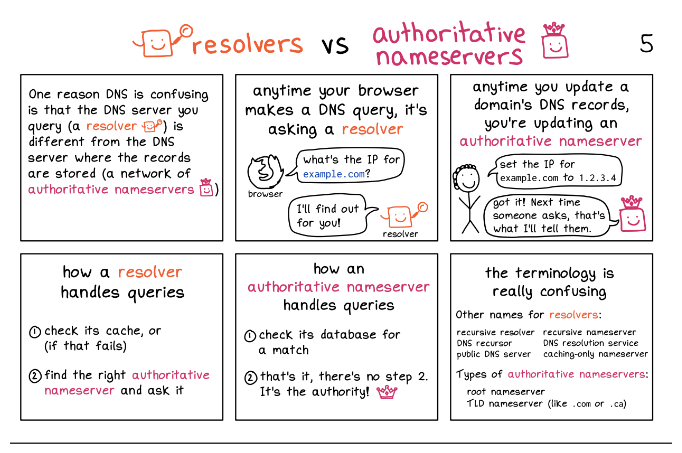 resolvers vs authoritative nameservers
5
One reason DNS is confusing
is that the DNS server you
query (a resolver ) is
different from the DNS
server where the records
are stored (a network of
authoritative nameservers )
anytime your browser
makes a DNS query, it's
asking a resolver
what's the IP for
example.com?
browser
I'll find out
for you!
resolver
anytime you update a
domain's DNS records,
you're updating an
authoritative nameserver
set the IP for
example.com to 1.2.3.4
got it! Next time
someone asks, that's
what I'll tell them.
how a resolver
handles queries
① check its cache, or
(if that fails)
② find the right authoritative
nameserver and ask it
how an
authoritative nameserver
handles queries
① check its database for
a match
② that's it, there's no step 2.
It's the authority!
the terminology is
really confusing
Other names for resolvers:
recursive resolver recursive nameserver
DNS recursor DNS resolution service
public DNS server caching-only nameserver
Types of authoritative nameservers:
root nameserver
TLD nameserver (like .com or .ca)